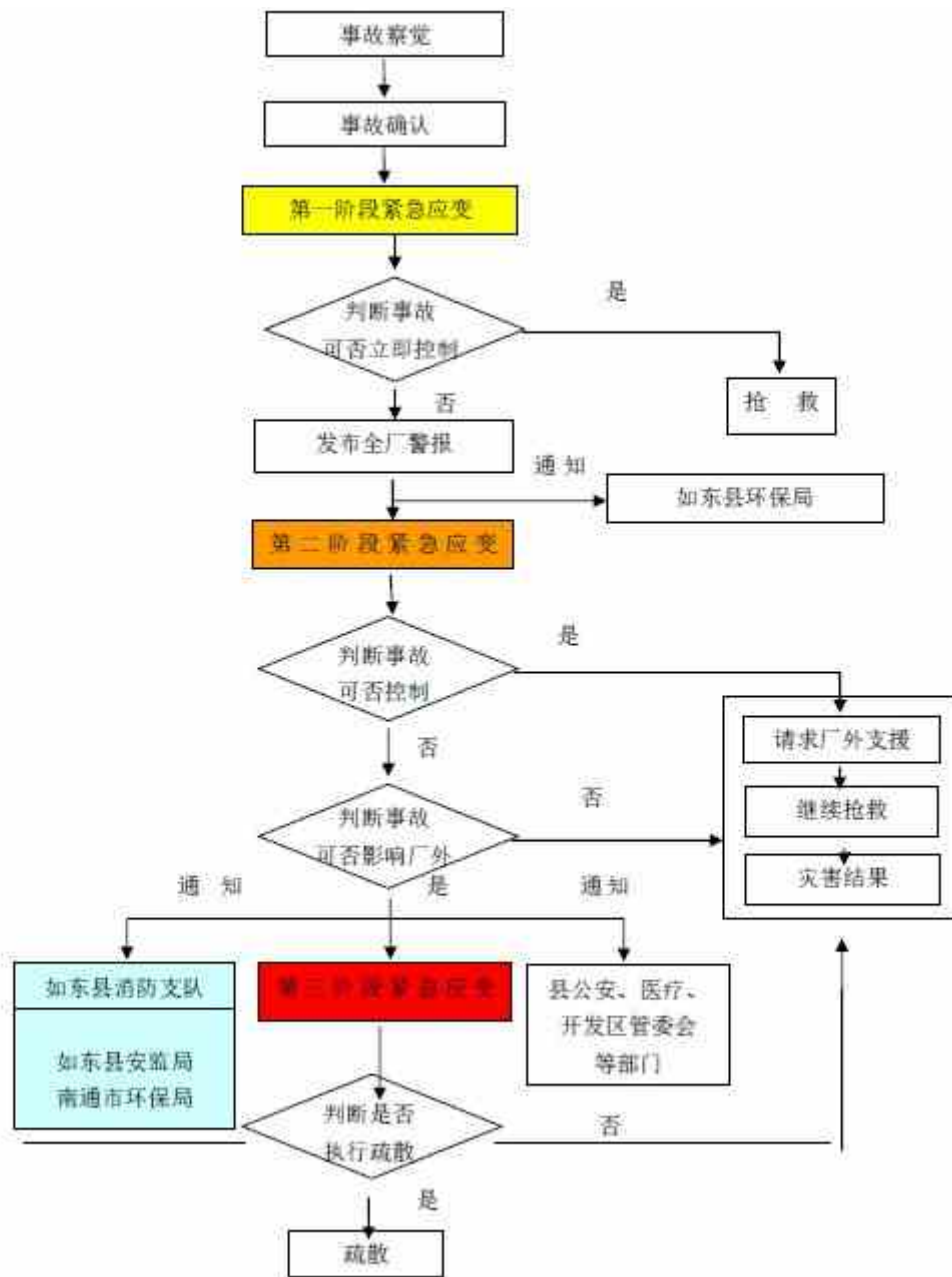 事故察觉
事故确认
第一阶段紧急应变
判断事故
可否立即控制
是
抢 救
否
发布全厂警报
通知
如东县环保局
第二阶段紧急应变
判断事故
可否控制
是
请求厂外支援
继续抢救
灾害结果
否
判断事故
可否影响厂外
否
通 知
是
通知
如东县消防支队
如东县安监局
南通市环保局
第三阶段紧急应变
县公安、医疗、
开发区管委会
等部门
判断是否
执行疏散
否
是
疏散